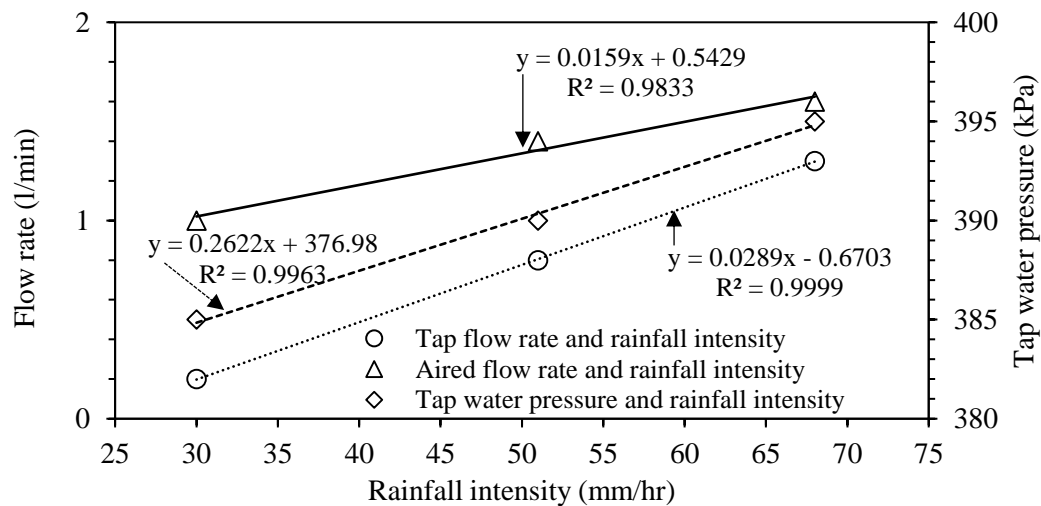 2
400
y = 0.0159x + 0.5429
R² = 0.9833
395
Flow rate (l/min)
1
390
Tap water pressure (kPa)
y = 0.2622x + 376.98
R² = 0.9963
y = 0.0289x - 0.6703
R² = 0.9999
385
Tap flow rate and rainfall intensity
Aired flow rate and rainfall intensity
Tap water pressure and rainfall intensity
0
380
25 30 35 40 45 50 55 60 65 70 75
Rainfall intensity (mm/hr)